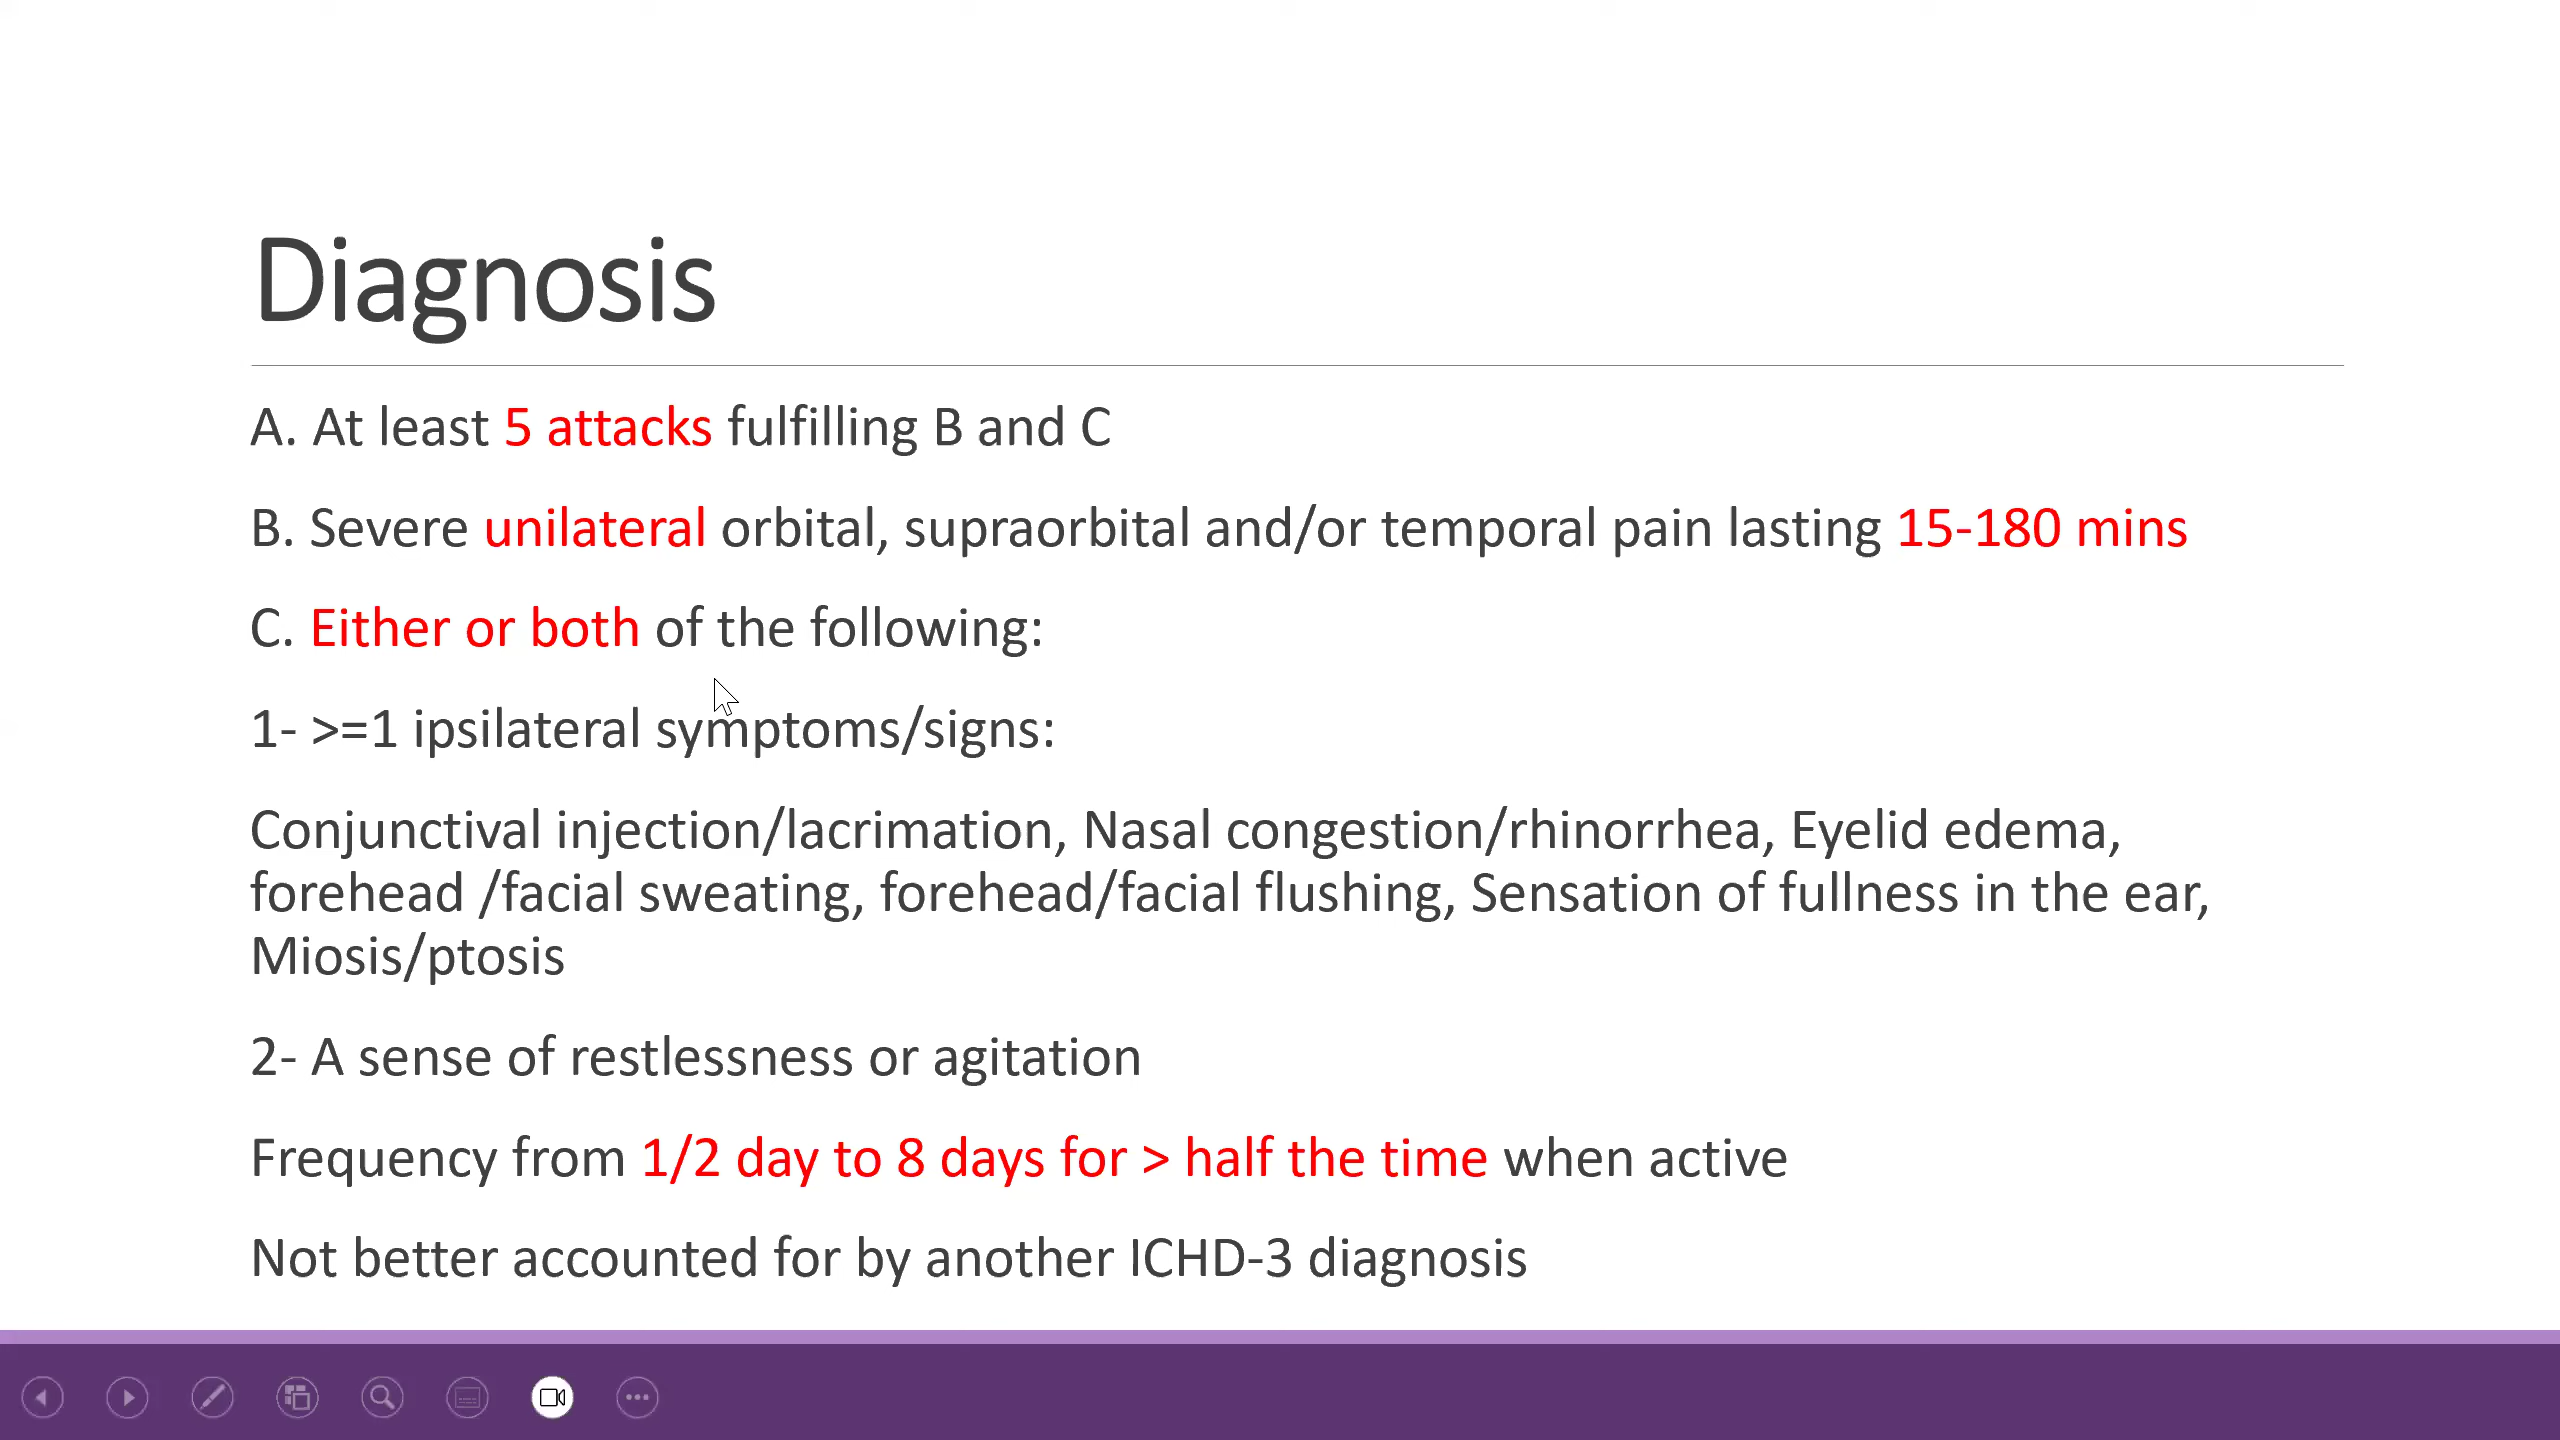 Diagnosis
A. At least 5 attacks fulfilling B and C
B. Severe unilateral orbital, supraorbital and/or temporal pain lasting 15-180 mins
C. Either or both of the following:
1- >=1 ipsilateral symptoms/signs:
Conjunctival injection/lacrimation, Nasal congestion/rhinorrhea, Eyelid edema,
forehead /facial sweating, forehead/facial flushing, Sensation of fullness in the ear,
Miosis/ptosis
2- A sense of restlessness or agitation
Frequency from 1/2 day to 8 days for > half the time when active
Not better accounted for by another ICHD-3 diagnosis